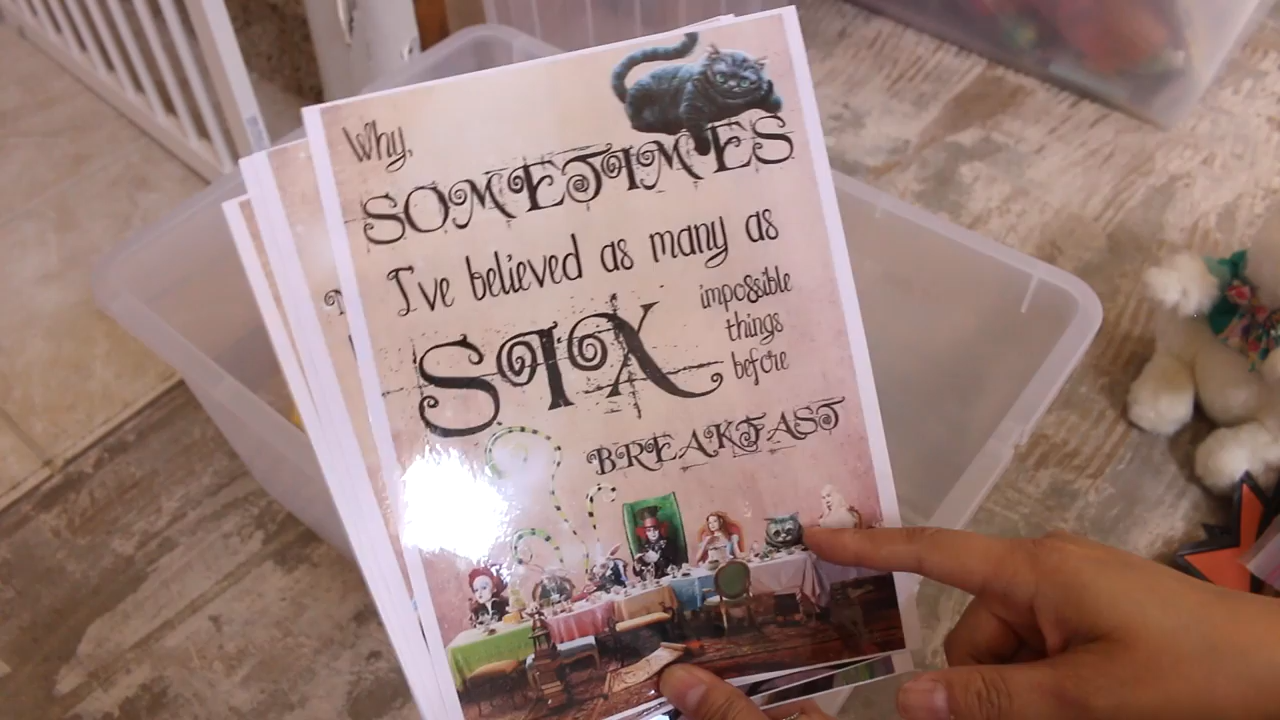 Why,
SOMETIMES
I've believed as many as
SIX
impossible
things
before
BREAKFAST